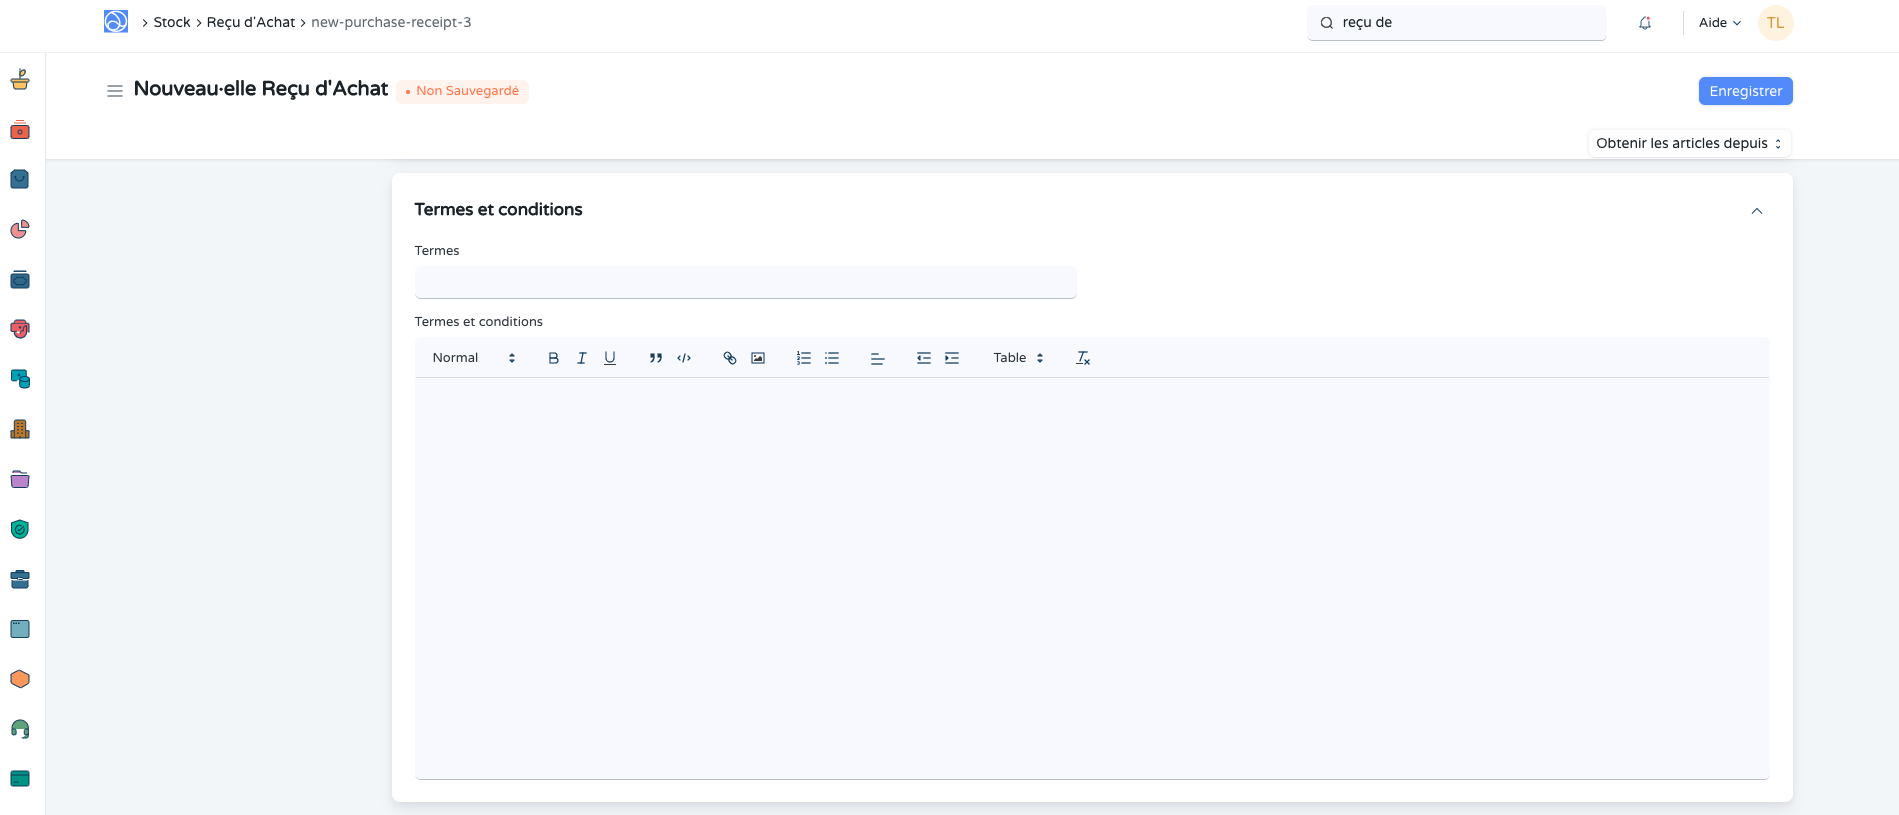 Stock
Reçu d'Achat
new-purchase-receipt-3
reçu de
Aide
TL
Nouveau·elle Reçu d'Achat
Non Sauvegardé
Enregistrer
Obtenir les articles depuis
Termes et conditions
Termes
Termes et conditions
Normal
Table